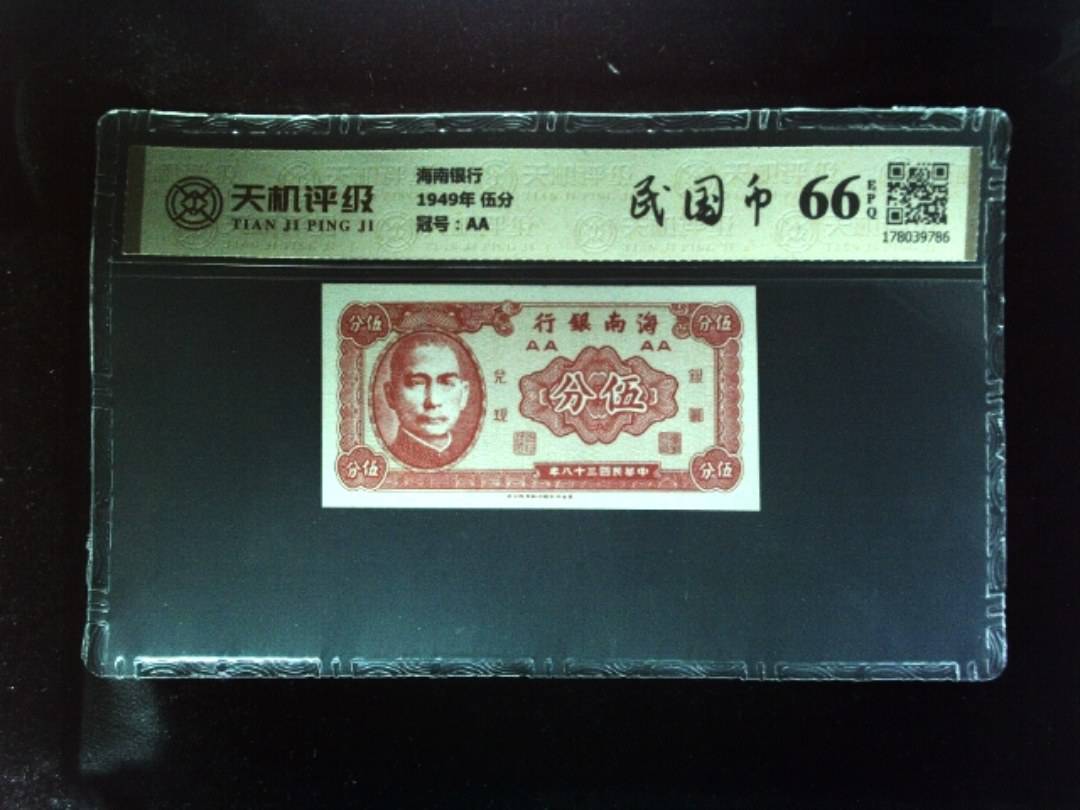 天机评级
TIAN JI PING JI
海南银行
1949年 伍分
冠号：AA
民国币
66
EPQ
178039786
伍分
伍分
海南銀行
AA AA
兌現
伍分
銀圓
伍分
中華民國三十八年
伍分